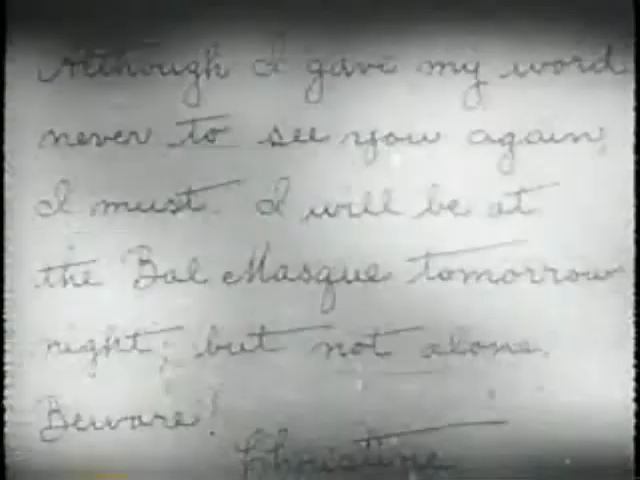 Although I gave my word
never to see you again,
I must. I will be at
the Bal Masque tomorrow
night, but not alone.
Beware!
Christine